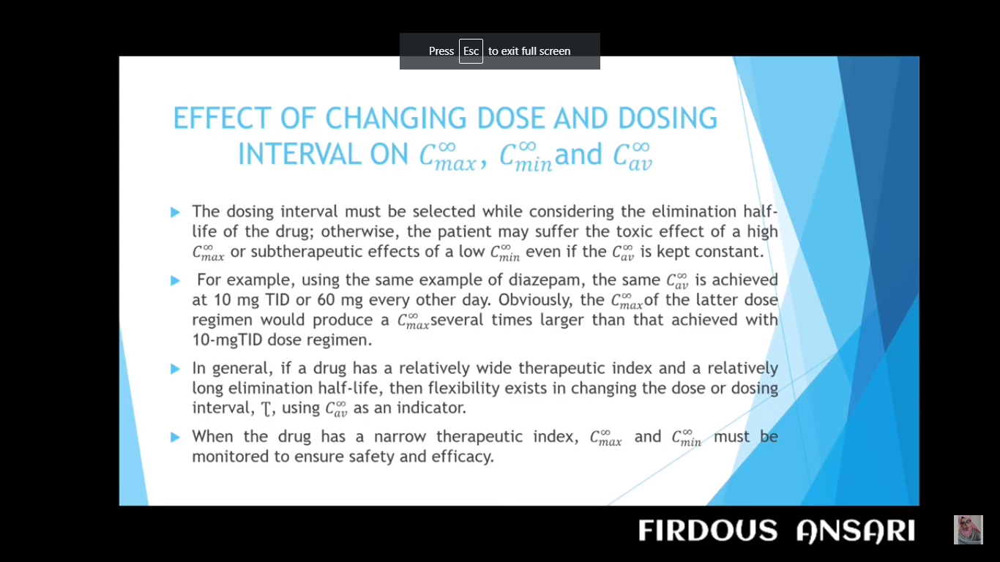 Press Esc to exit full screen
EFFECT OF CHANGING DOSE AND DOSING
INTERVAL ON C∞max, C∞min and C∞av
The dosing interval must be selected while considering the elimination half-
life of the drug; otherwise, the patient may suffer the toxic effect of a high
C∞max or subtherapeutic effects of a low C∞min even if the C∞av is kept constant.
For example, using the same example of diazepam, the same C∞av is achieved
at 10 mg TID or 60 mg every other day. Obviously, the C∞max of the latter dose
regimen would produce a C∞max several times larger than that achieved with
10-mgTID dose regimen.
In general, if a drug has a relatively wide therapeutic index and a relatively
long elimination half-life, then flexibility exists in changing the dose or dosing
interval, Ʈ, using C∞av as an indicator.
When the drug has a narrow therapeutic index, C∞max and C∞min must be
monitored to ensure safety and efficacy.
FIRDOUS ANSARI